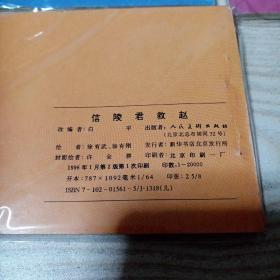 信陵君救赵
改编者：白 平 出版者：人民美术出版社
（北京北总布胡同32号）
绘 者：徐有武、徐有刚 发行者：新华书店北京发行所
封面绘者：许全群 印刷者：北京印刷一厂
1996年1月第2版第1次印刷 印数：1-20000
开本：787×1092毫米1/64 印张：2 5/8
ISBN7-102-01561-5/J·1318(儿)